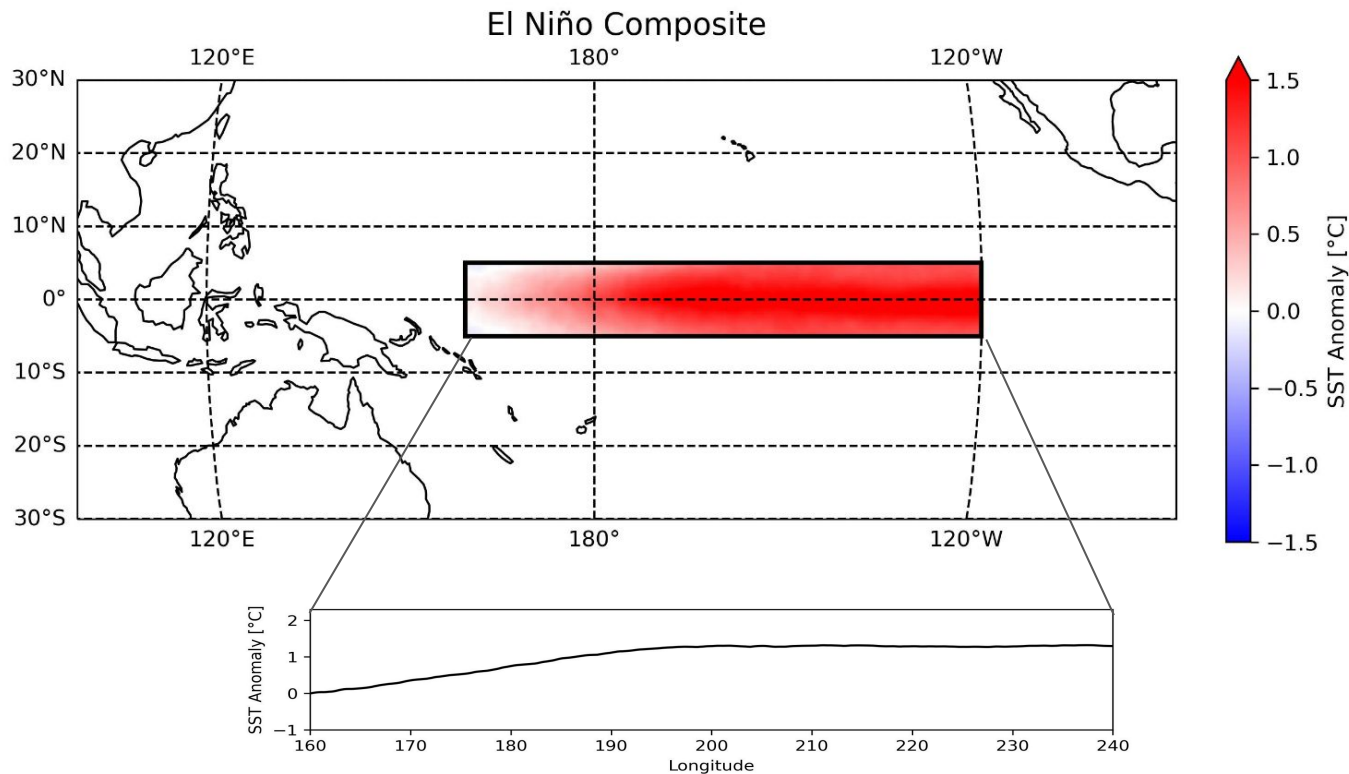 El Niño Composite
120°E 180° 120°W
30°N
20°N
10°N
0°
10°S
20°S
30°S
120°E 180° 120°W
1.5
1.0
0.5
0.0
−0.5
−1.0
−1.5
SST Anomaly [°C]
SST Anomaly [°C]
2
1
0
−1
160 170 180 190 200 210 220 230 240
Longitude